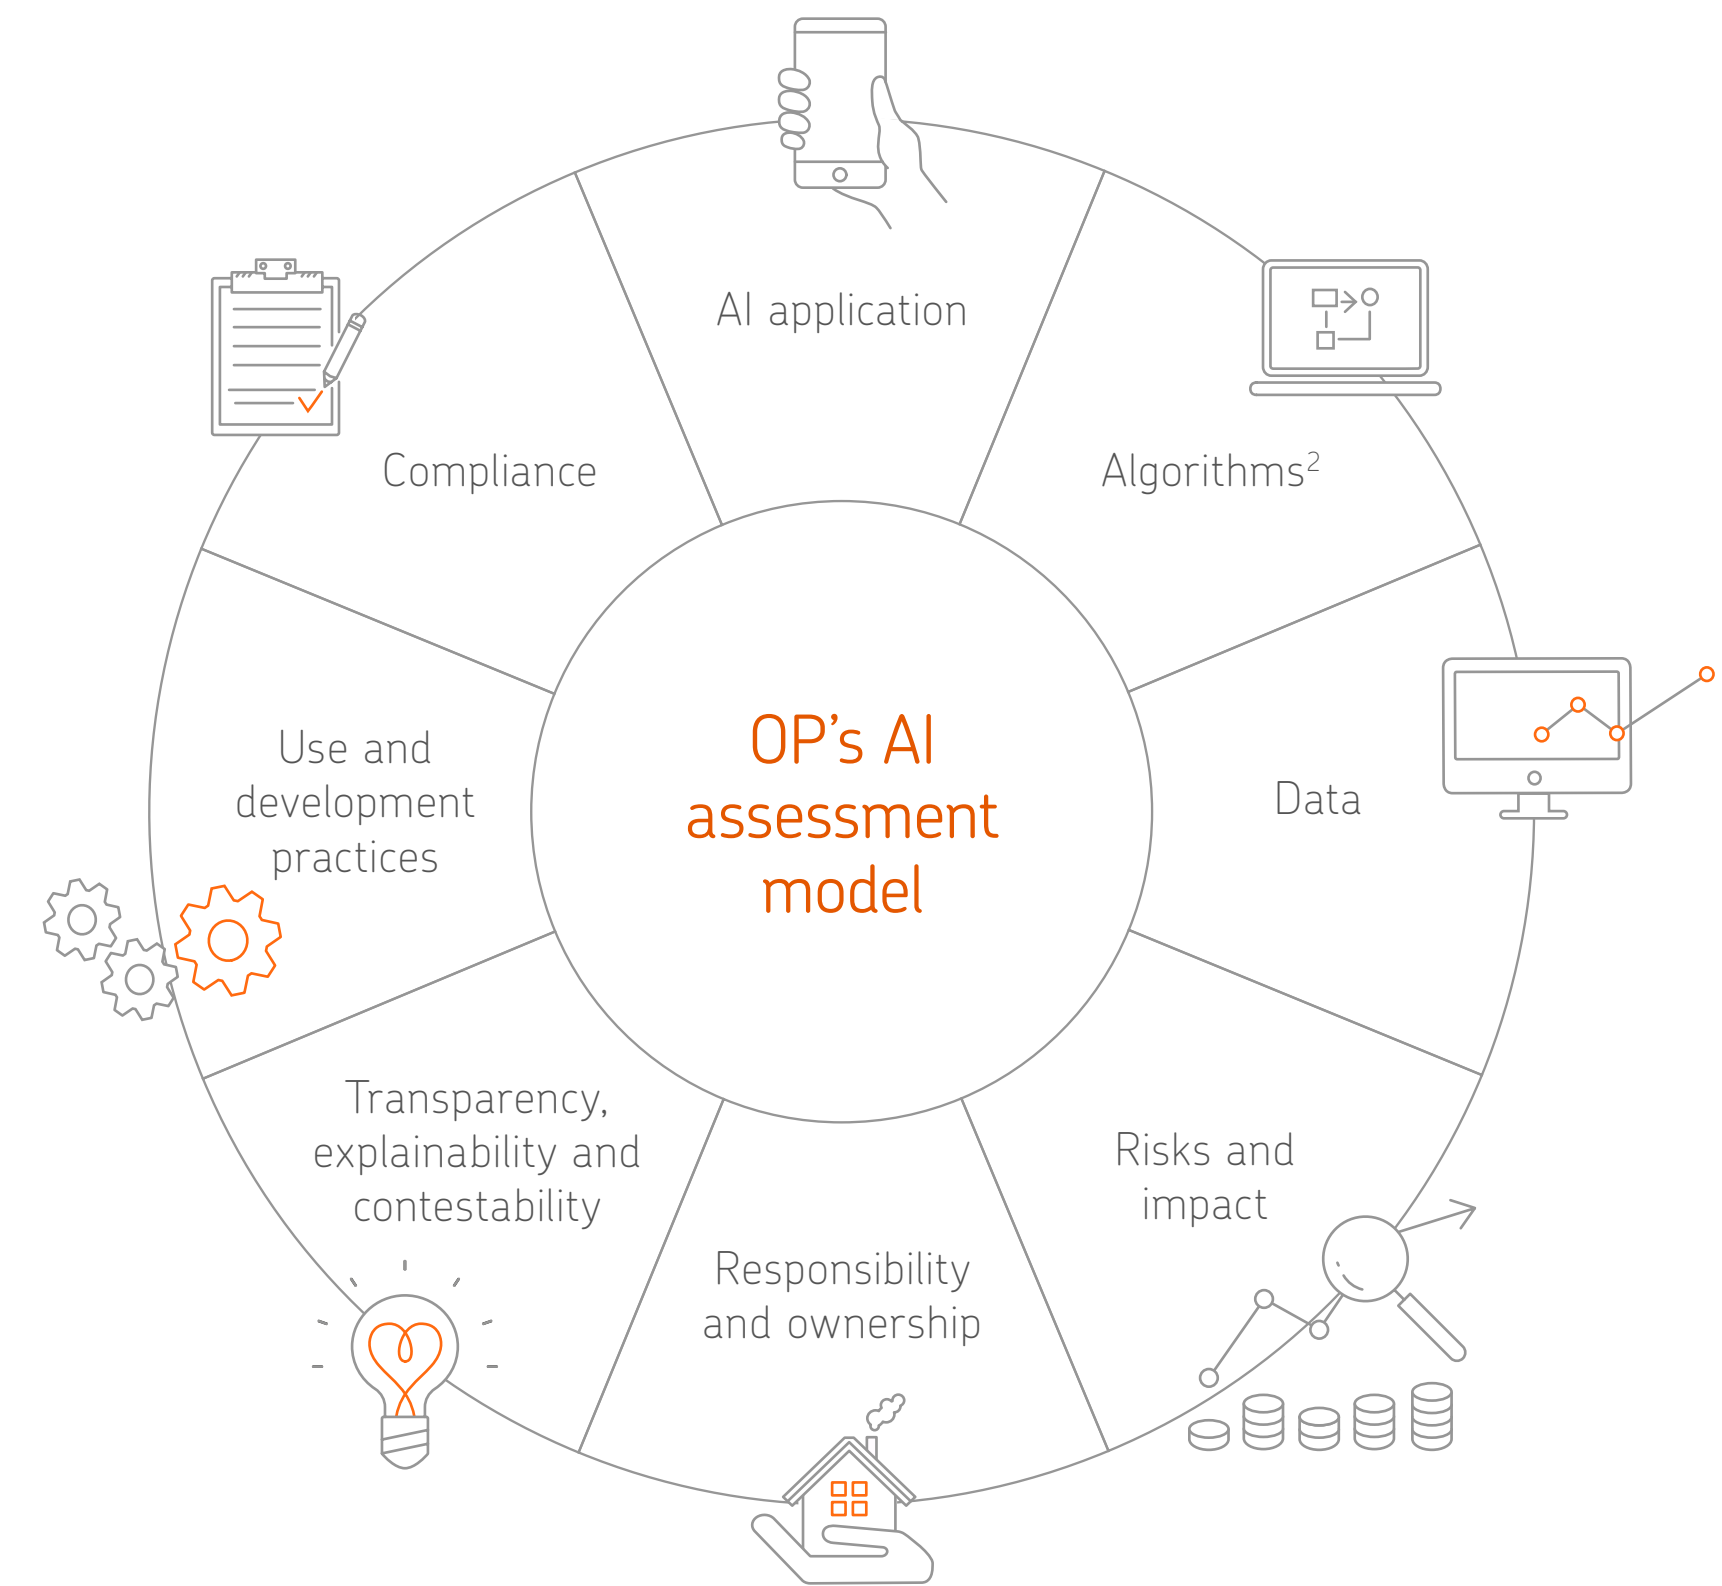 AI application
Algorithms²
Data
Risks and
impact
Responsibility
and ownership
Transparency,
explainability and
contestability
Use and
development
practices
Compliance
OP’s AI
assessment
model